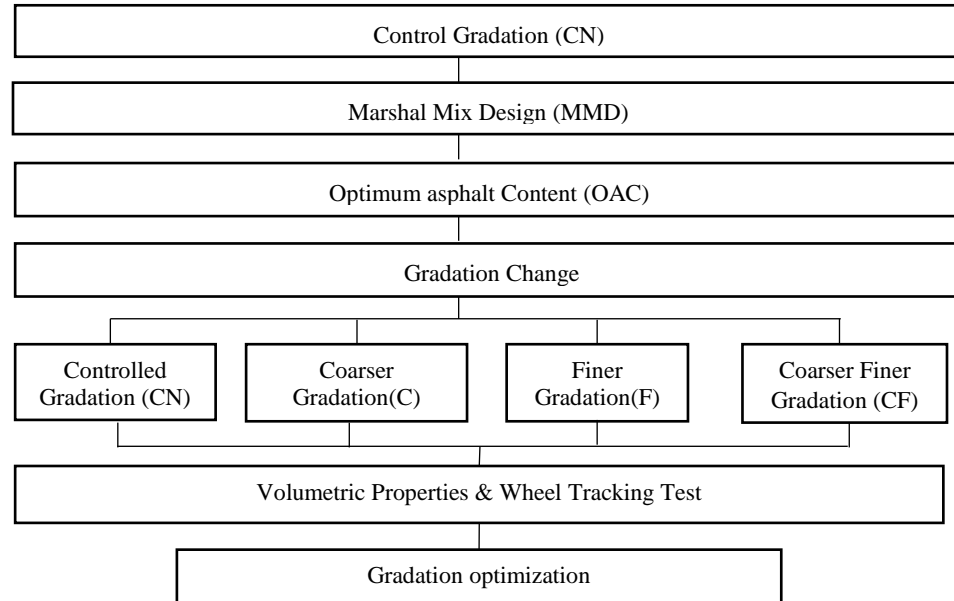 Control Gradation (CN)
Marshal Mix Design (MMD)
Optimum asphalt Content (OAC)
Gradation Change
Controlled
Gradation (CN)
Coarser
Gradation(C)
Finer
Gradation(F)
Coarser Finer
Gradation (CF)
Volumetric Properties & Wheel Tracking Test
Gradation optimization